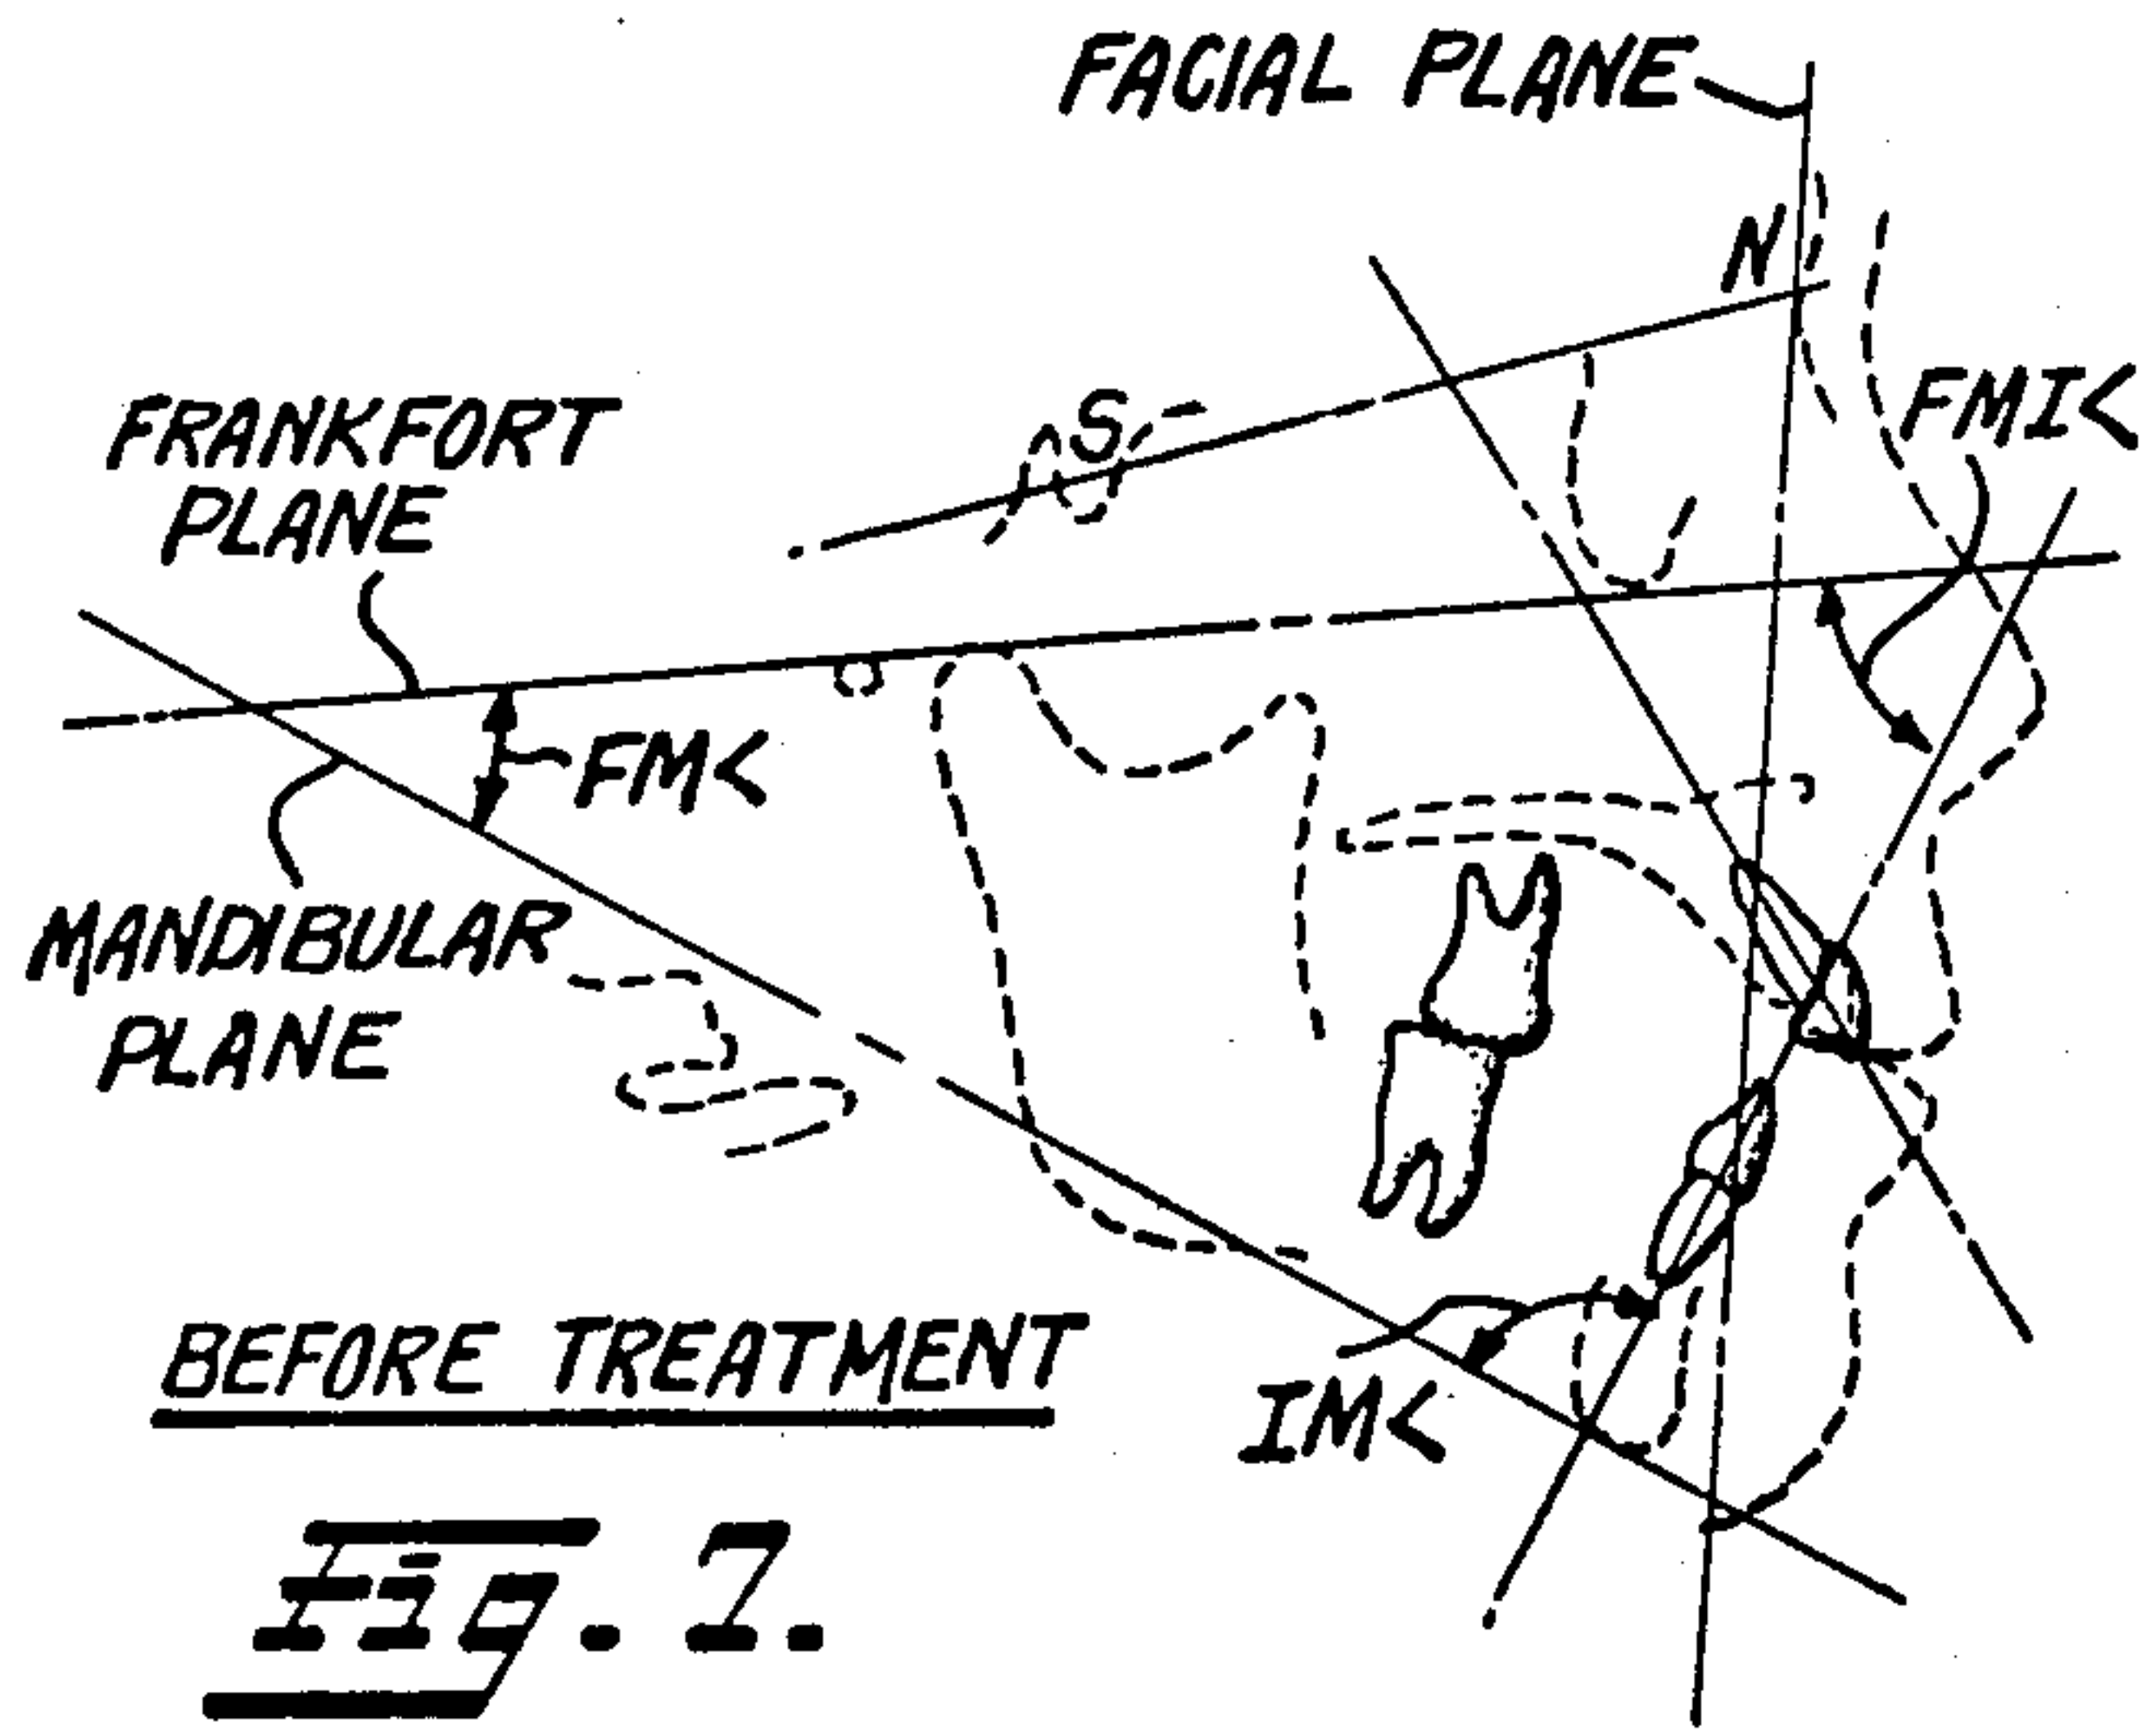 FACIAL PLANE
N
FMI<
S
FRANKFORT
PLANE
FM<
MANDIBULAR
PLANE
BEFORE TREATMENT
IM<
Fig. 7.